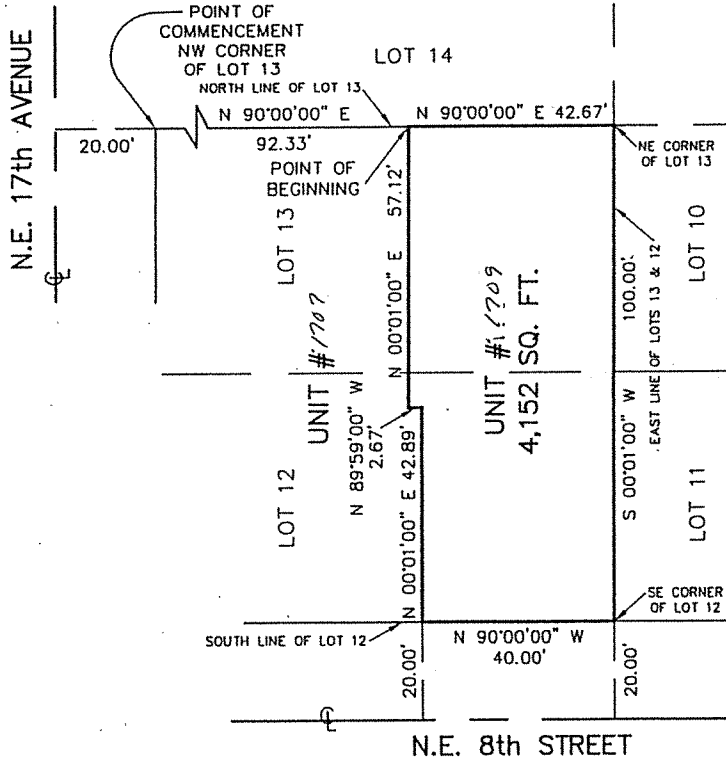 POINT OF
COMMENCEMENT
NW CORNER
OF LOT 13
LOT 14
NORTH LINE OF LOT 13
N 90°00'00" E
N 90°00'00" E 42.67'
20.00'
92.33'
POINT OF
BEGINNING
NE CORNER
OF LOT 13
N.E. 17th AVENUE
LOT 13
N 00°01'00" E 57.12'
100.00'
LOT 10
EAST LINE OF LOTS 13 & 12
UNIT #1707
UNIT #1709
4,152 SQ. FT.
N 89°59'00" W
2.67'
LOT 12
N 00°01'00" E 42.89'
S 00°01'00" W
LOT 11
SE CORNER
OF LOT 12
SOUTH LINE OF LOT 12
N 90°00'00" W
40.00'
20.00'
20.00'
N.E. 8th STREET